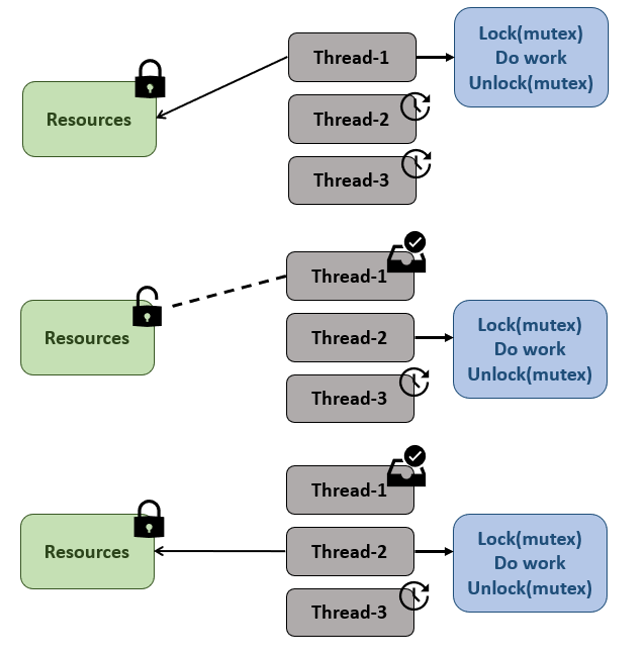 Resources
Thread-1
Thread-2
Thread-3
Lock(mutex)
Do work
Unlock(mutex)
Resources
Thread-1
Thread-2
Thread-3
Lock(mutex)
Do work
Unlock(mutex)
Resources
Thread-1
Thread-2
Thread-3
Lock(mutex)
Do work
Unlock(mutex)